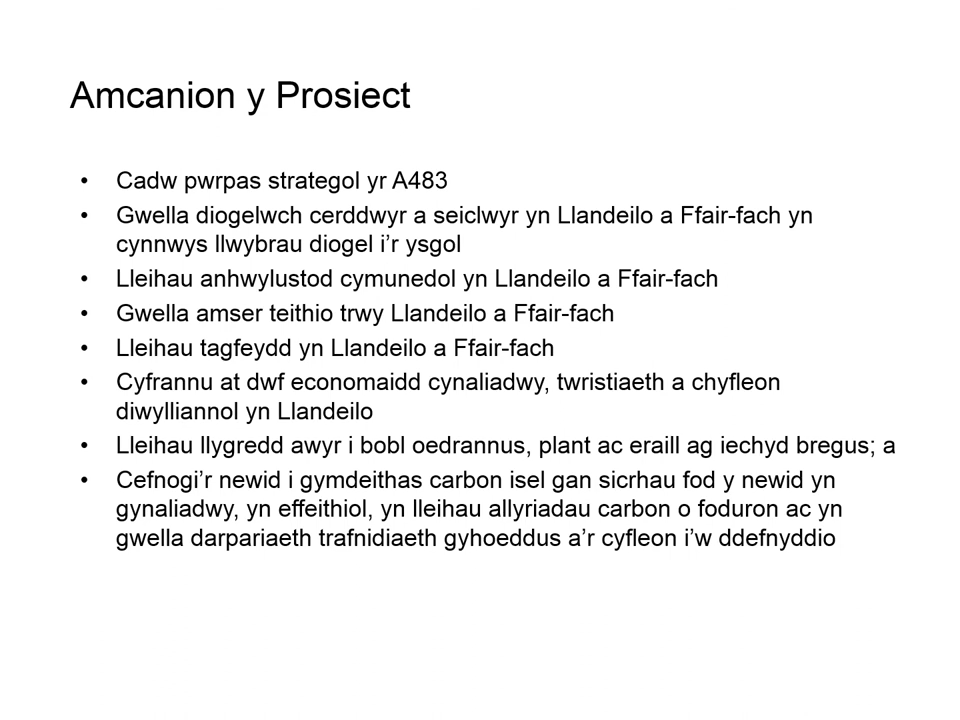 Amcanion y Prosiect
• Cadw pwrpas strategol yr A483
• Gwella diogelwch cerddwyr a seiclwyr yn Llandeilo a Ffair-fach yn
cynnwys llwybrau diogel i’r ysgol
• Lleihau anhwylustod cymunedol yn Llandeilo a Ffair-fach
• Gwella amser teithio trwy Llandeilo a Ffair-fach
• Lleihau tagfeydd yn Llandeilo a Ffair-fach
• Cyfrannu at dwf economaidd cynaliadwy, twristiaeth a chyfleon
diwylliannol yn Llandeilo
• Lleihau llygredd awyr i bobl oedrannus, plant ac eraill ag iechyd bregus; a
• Cefnogi’r newid i gymdeithas carbon isel gan sicrhau fod y newid yn
gynaliadwy, yn effeithiol, yn lleihau allyriadau carbon o foduron ac yn
gwella darpariaeth trafnidiaeth gyhoeddus a’r cyfleon i’w ddefnyddio